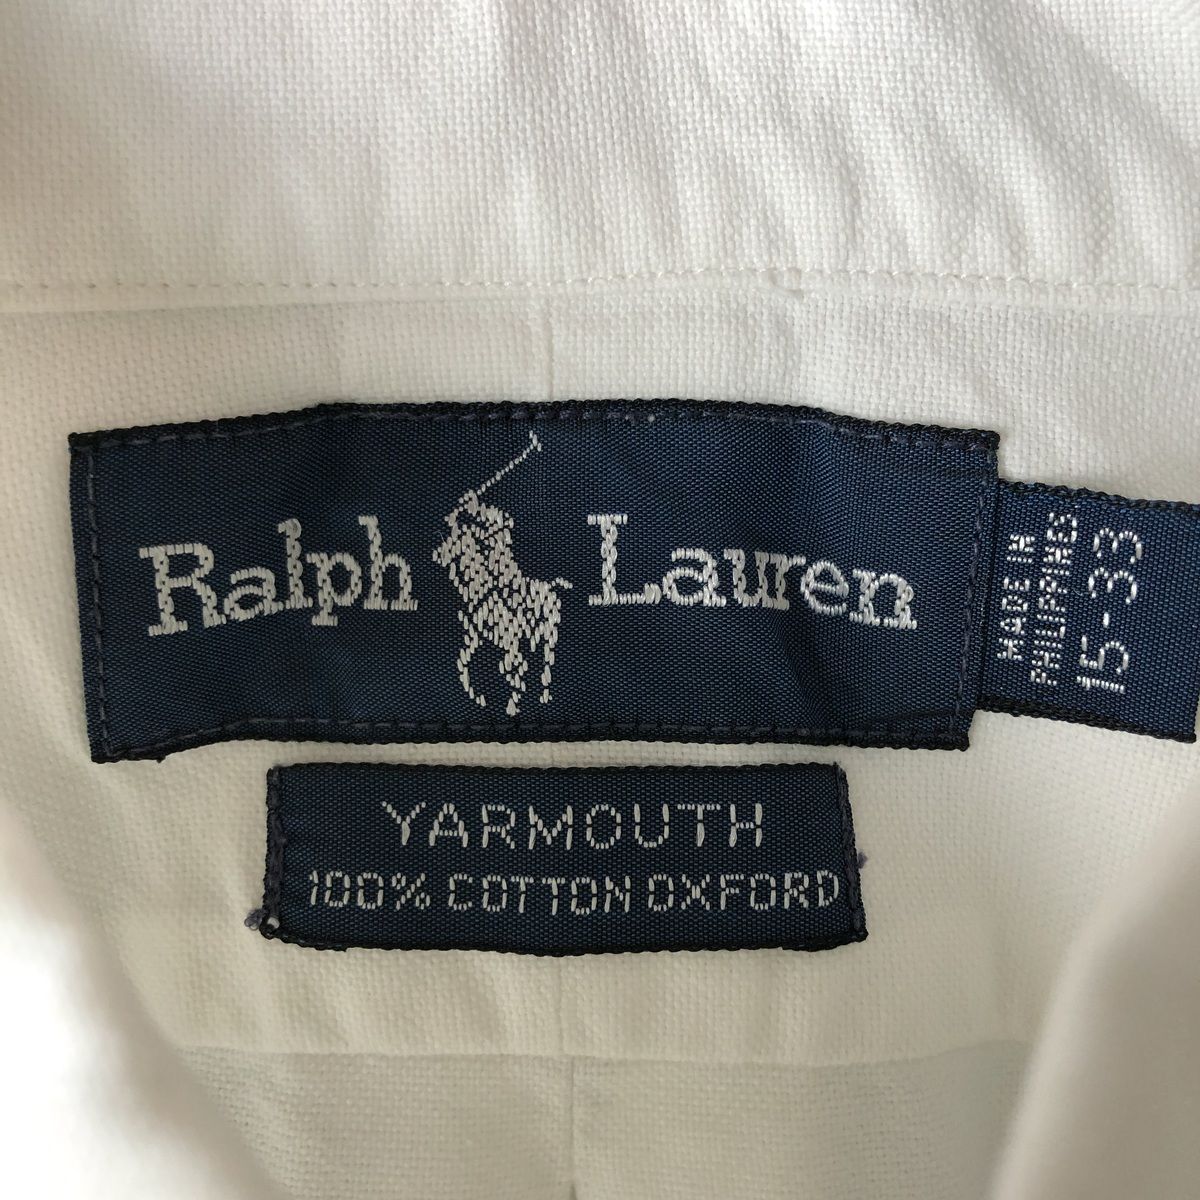 Ralph Lauren
MADE IN
PHILIPPINES
15-33
YARMOUTH
100% COTTON OXFORD